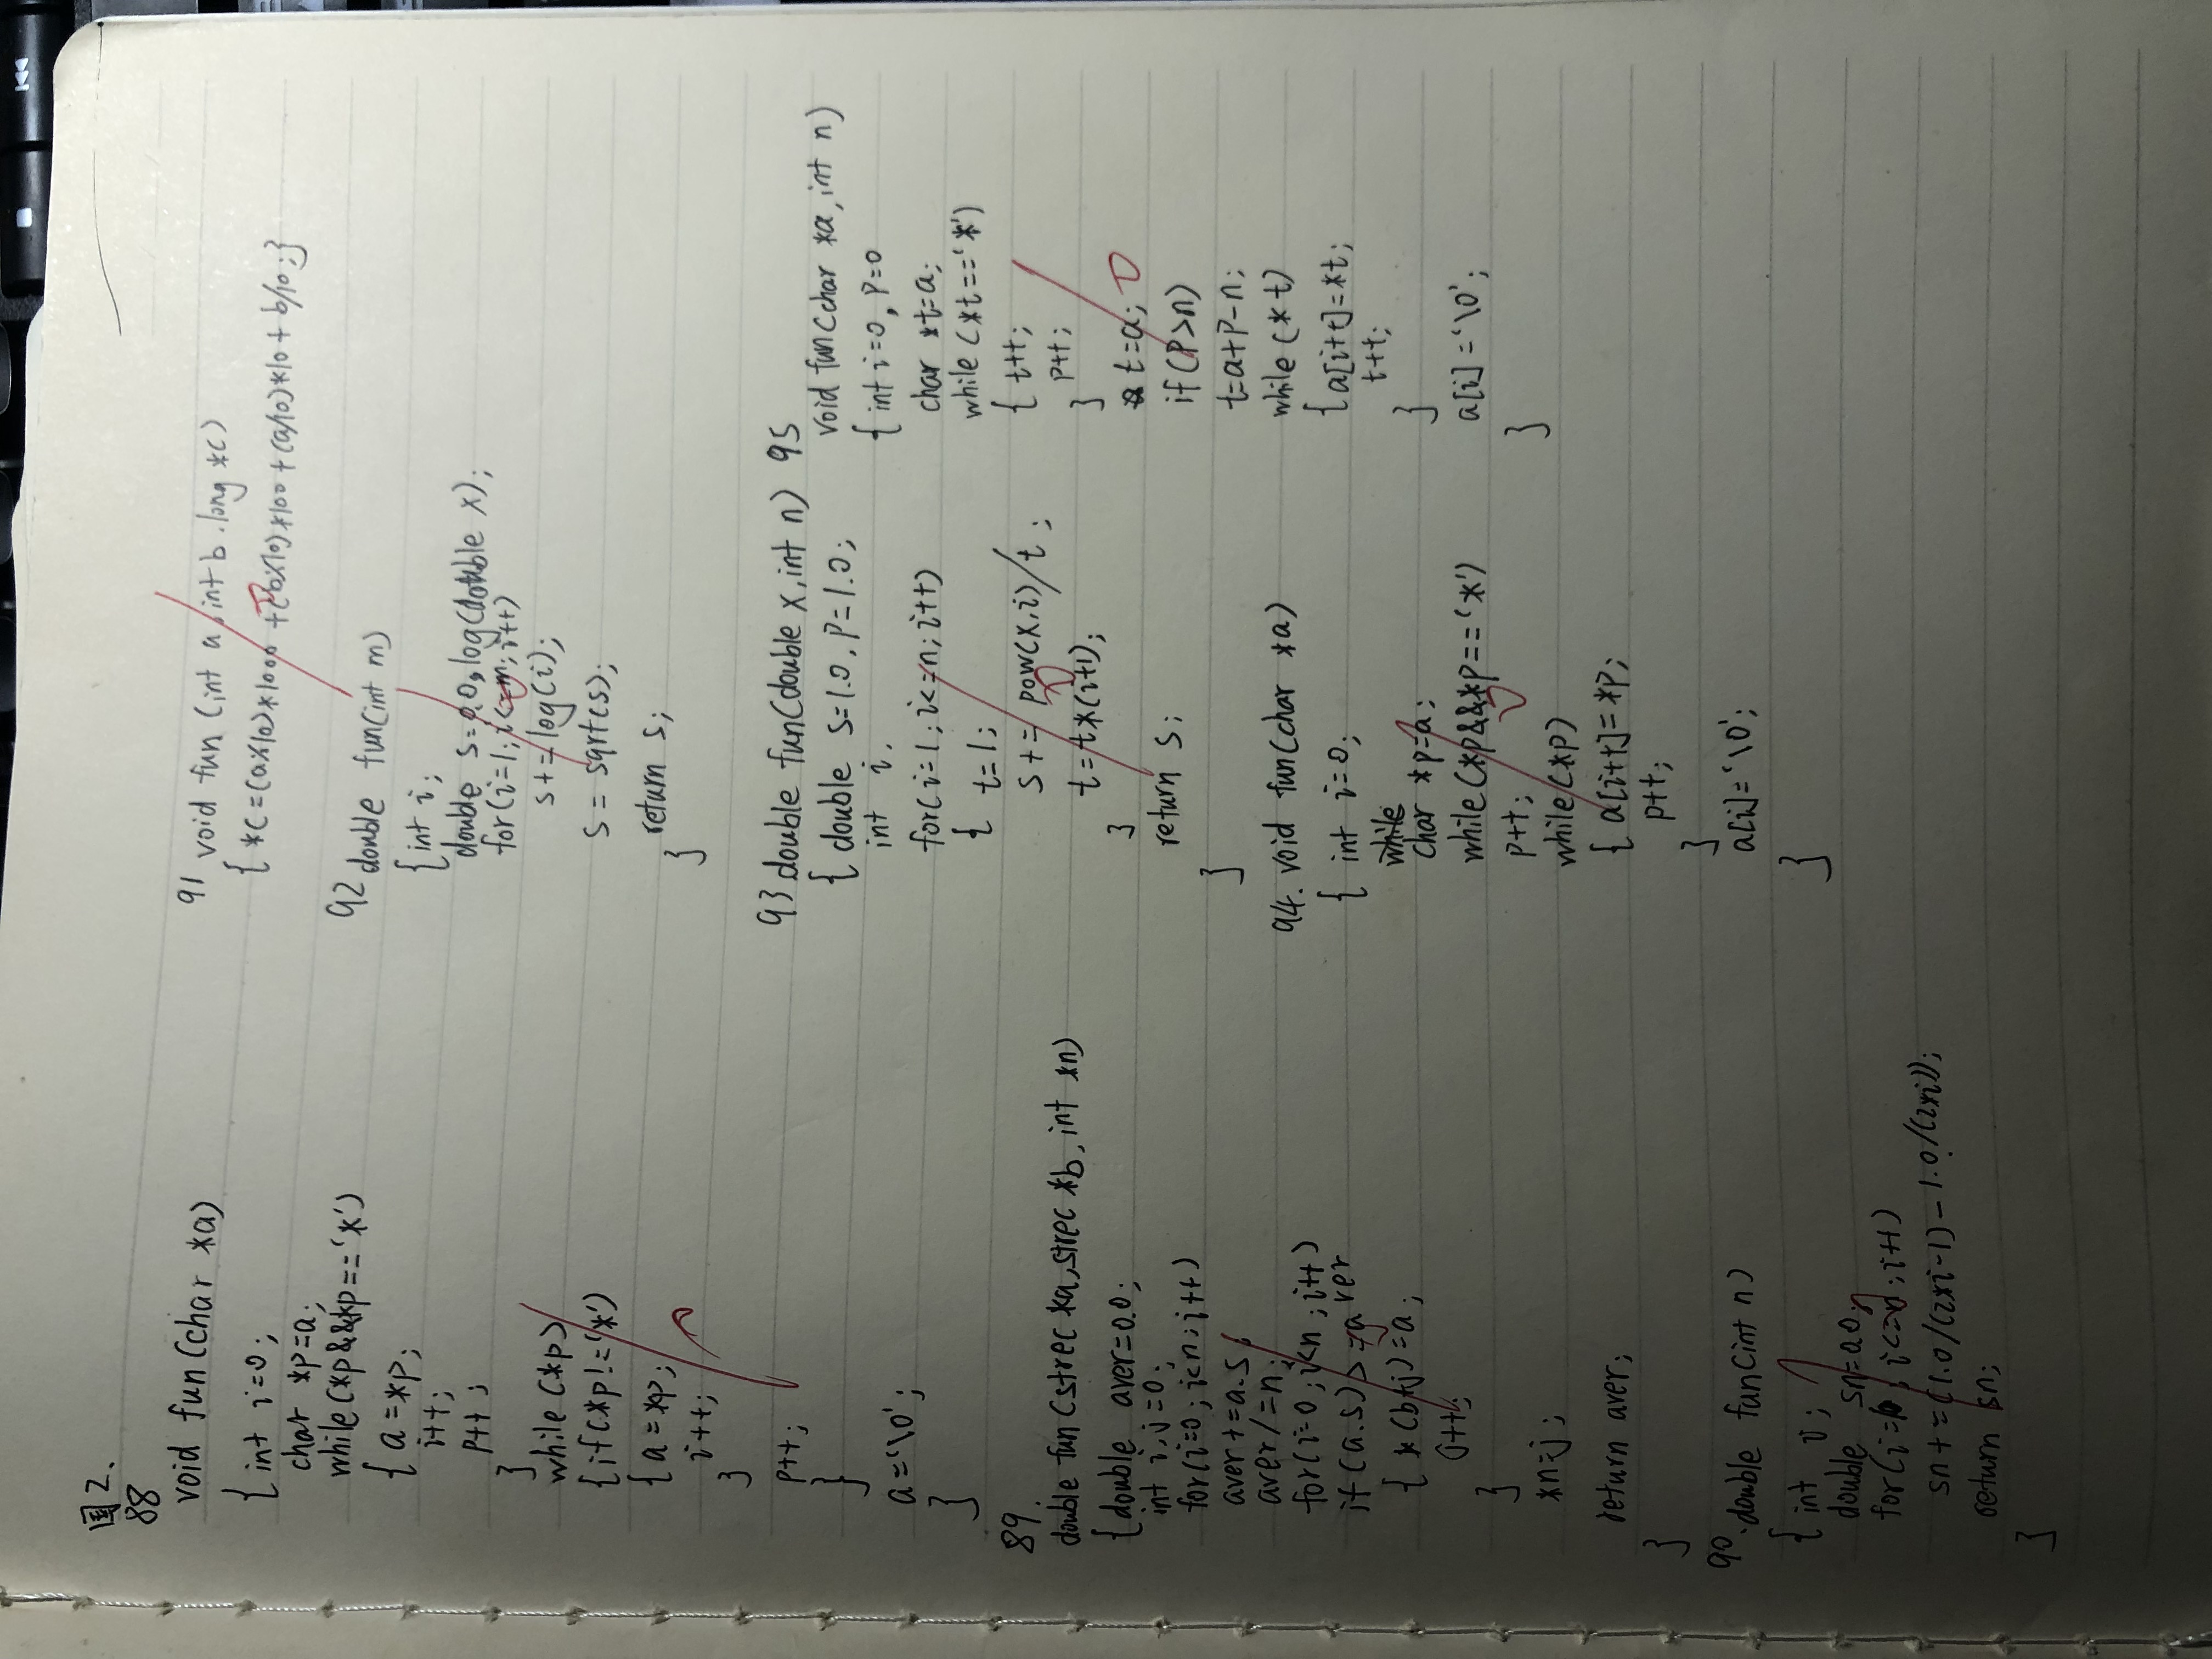 国2.
88
void fun(char *a)
{ int i=0;
char *p=a;
while(*p&&*p=='*')
{ a=*p;
i++;
p++;
}
while(*p)
{ if(*p!='*')
{ a=*p;
i++;
}
p++;
}
a='\0';
}
89.
double fun(strec *a,strec *b, int *n)
{ double aver=0.0;
int i,j=0;
for(i=0;i<n;i++)
aver+=a.s
aver/=n;
for(i=0;i<n;i++)
if(a.s)>=aver
{ *(b+j)=a;
j++;
}
*n=j;
return aver;
}
90.double fun(int n)
{ int i;
double sn=0.0;
for(i=1;i<=n;i++)
sn+=(1.0/(2*i-1)-1.0/(2*i));
return sn;
}
91 void fun(int a,int b.long *c)
{ *c=(a%10)*1000+(b%10)*100+(a/10)*10+b/10;}
92 double fun(int m)
{ int i;
double s=0.0,log(double x);
for(i=1;i<=m;i++)
s+=log(i);
s=sqrt(s);
return s;
}
93 double fun(double x,int n)
{ double s=1.0,p=1.0;
int i.
for(i=1;i<=n;i++)
{ t=1;
s+=pow(x,i)/t;
t=t*(i+1);
}
return s;
}
94. void fun(char *a)
{ int i=0;
while
char *p=a;
while(*p&&*p=='*')
p++;
while(*p)
{ a[i++]=*p;
p++;
}
a[i]='\0';
}
95
void fun(char *a,int n)
{ int i=0,p=0
char *t=a;
while(*t=='*')
{ t++;
p++;
}
t=a;
if(p>n)
t=a+p-n;
while(*t)
{ a[i++]=*t;
t++;
}
a[i]='\0';
}